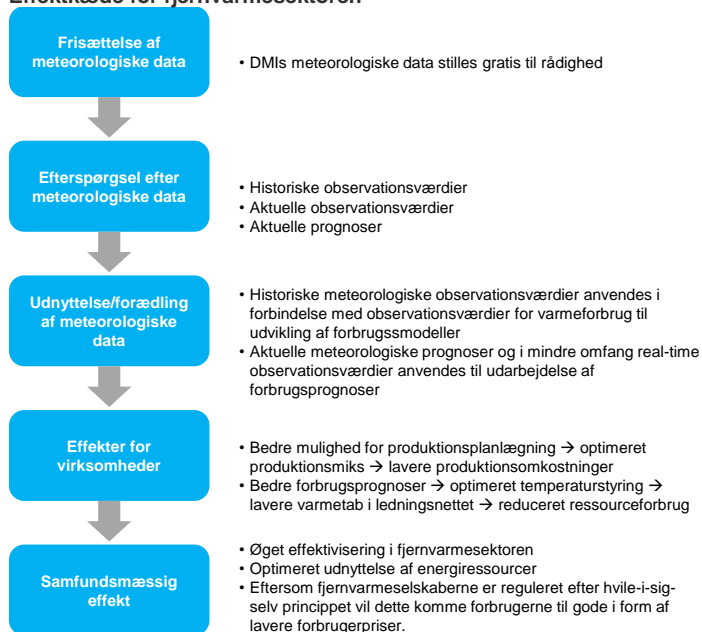 Effektkæde for fjernvarmesektoren
Frisættelse af
meteorologiske data
• DMIs meteorologiske data stilles gratis til rådighed
Efterspørgsel efter
meteorologiske data
• Historiske observationsværdier
• Aktuelle observationsværdier
• Aktuelle prognoser
Udnyttelse/forædling
af meteorologiske
data
• Historiske meteorologiske observationsværdier anvendes i
forbindelse med observationsværdier for varmeforbrug til
udvikling af forbrugssmodeller
• Aktuelle meteorologiske prognoser og i mindre omfang real-time
observationsværdier anvendes til udarbejdelse af
forbrugsprognoser
Effekter for
virksomheder
• Bedre mulighed for produktionsplanlægning → optimeret
produktionsmiks → lavere produktionsomkostninger
• Bedre forbrugsprognoser → optimeret temperaturstyring →
lavere varmetab i ledningsnettet → reduceret ressourceforbrug
Samfundsmæssig
effekt
• Øget effektivisering i fjernvarmesektoren
• Optimeret udnyttelse af energiressourcer
• Eftersom fjernvarmeselskaberne er reguleret efter hvile-i-sig-
selv princippet vil dette komme forbrugerne til gode i form af
lavere forbrugerpriser.